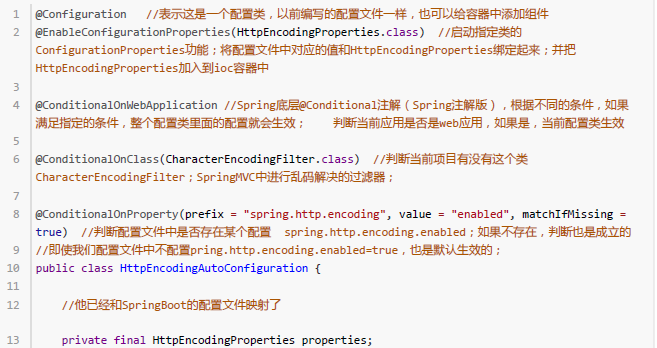 1 @Configuration //表示这是一个配置类，以前编写的配置文件一样，也可以给容器中添加组件
2 @EnableConfigurationProperties(HttpEncodingProperties.class) //启动指定类的
ConfigurationProperties功能；将配置文件中对应的值和HttpEncodingProperties绑定起来；并把
HttpEncodingProperties加入到ioc容器中
3
4 @ConditionalOnWebApplication //Spring底层@Conditional注解（Spring注解版），根据不同的条件，如果
满足指定的条件，整个配置类里面的配置就会生效； 判断当前应用是否是web应用，如果是，当前配置类生效
5
6 @ConditionalOnClass(CharacterEncodingFilter.class) //判断当前项目有没有这个类
CharacterEncodingFilter；SpringMVC中进行乱码解决的过滤器；
7
8 @ConditionalOnProperty(prefix = "spring.http.encoding", value = "enabled", matchIfMissing =
true) //判断配置文件中是否存在某个配置 spring.http.encoding.enabled；如果不存在，判断也是成立的
9 //即使我们配置文件中不配置pring.http.encoding.enabled=true，也是默认生效的；
10 public class HttpEncodingAutoConfiguration {
11
12 //他已经和SpringBoot的配置文件映射了
13 private final HttpEncodingProperties properties;